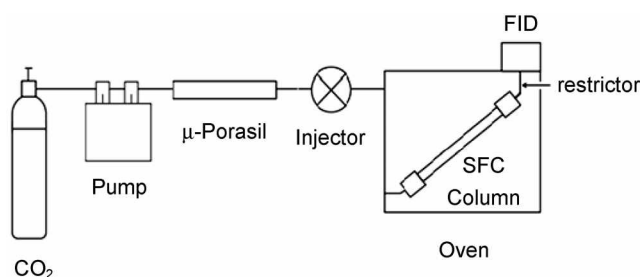 FID
restrictor
μ-Porasil
Injector
SFC
Column
Pump
Oven
CO₂